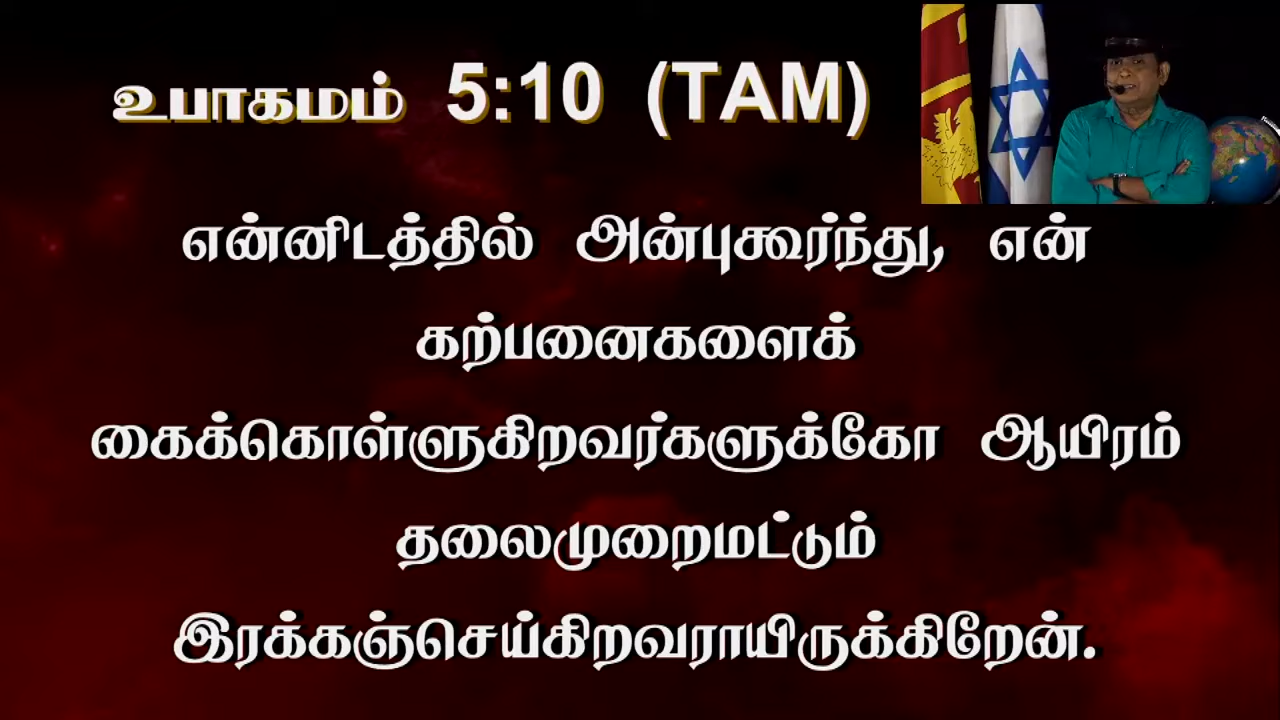 உபாகமம் 5:10 (TAM)
என்னிடத்தில் அன்புகூர்ந்து, என்
கற்பனைகளைக்
கைக்கொள்ளுகிறவர்களுக்கோ ஆயிரம்
தலைமுறைமட்டும்
இரக்கஞ்செய்கிறவராயிருக்கிறேன்.